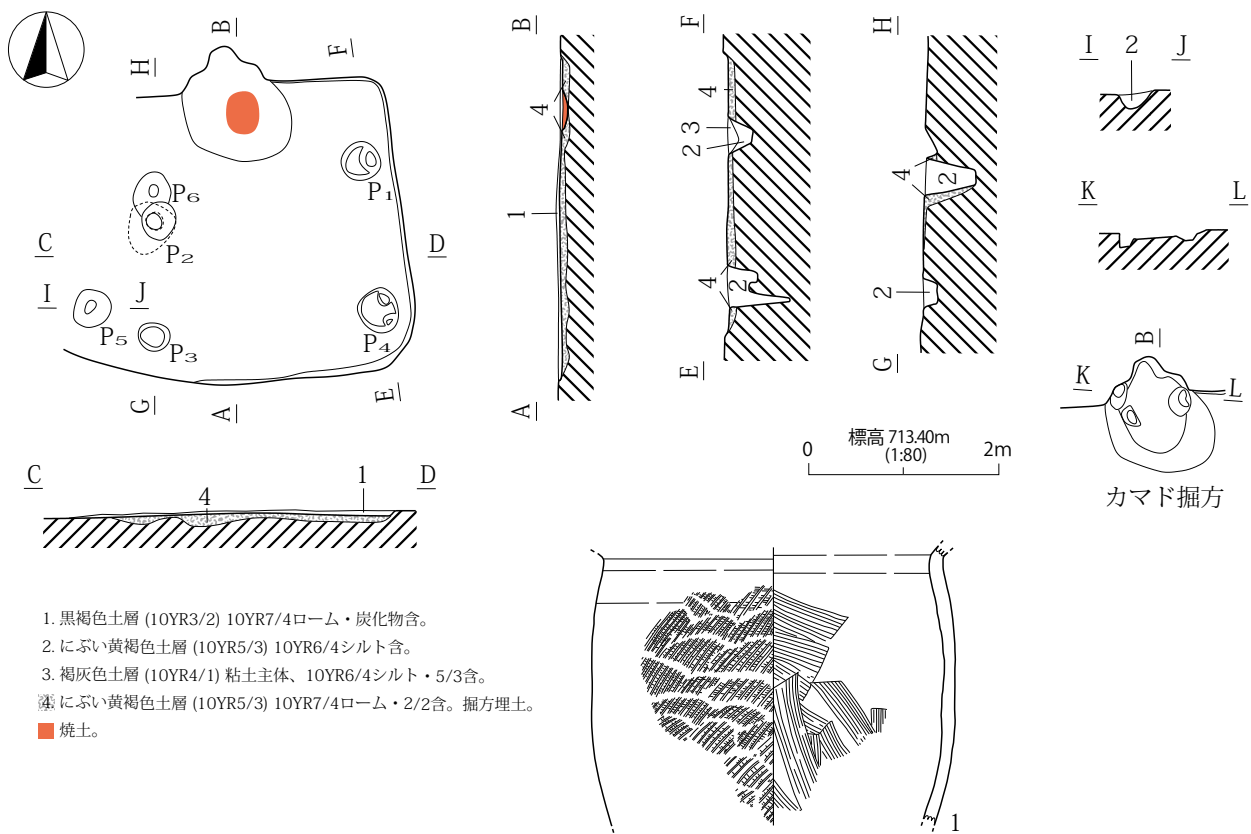 B
F
H
P1
P6
P2
C
D
I
J
P5
P3
P4
G
A
E
B
4
1
A
F
4
3
2
4
2
E
H
4
2
2
G
I 2 J
K L
B
K
L
カマド掘方
標高 713.40m
0 (1:80) 2m
C 4 1 D
1. 黒褐色土層 (10YR3/2) 10YR7/4ローム・炭化物含。
2. にぶい黄褐色土層 (10YR5/3) 10YR6/4シルト含。
3. 褐灰色土層 (10YR4/1) 粘土主体、10YR6/4シルト・5/3含。
4. にぶい黄褐色土層 (10YR5/3) 10YR7/4ローム・2/2含。掘方埋土。
焼土。
1